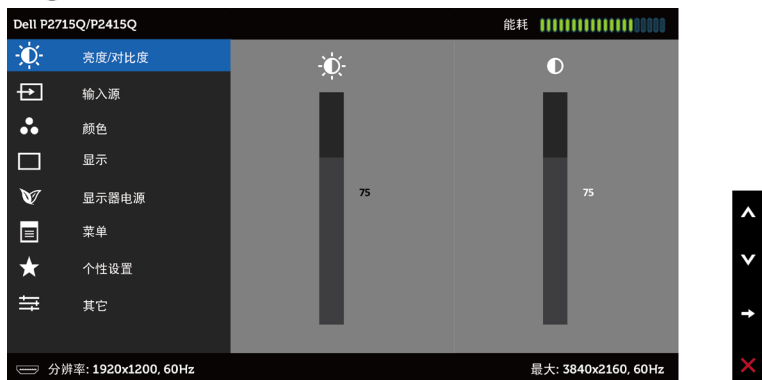 Dell P2715Q/P2415Q
能耗
亮度/对比度
输入源
颜色
显示
显示器电源
菜单
个性设置
其它
75
75
分辨率: 1920x1200, 60Hz
最大: 3840x2160, 60Hz